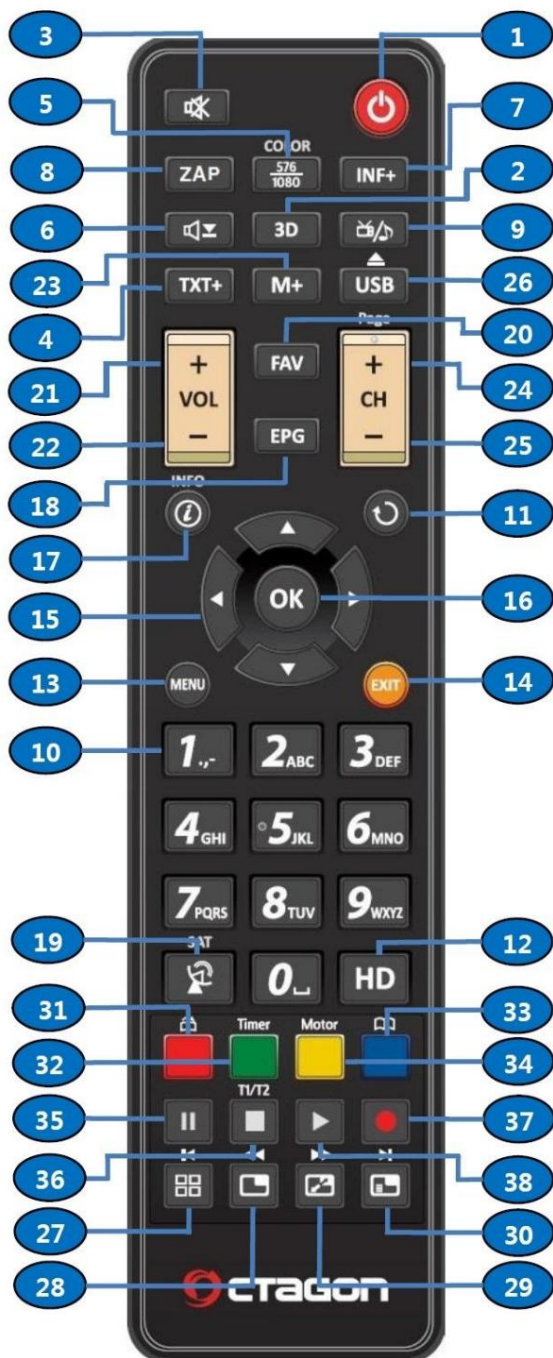 3 1
5 COLOR 7
8 ZAP 576 1080 INF+ 2
6 3D 9
23 TXT+ M+ USB 26
4 Page 20
21 + FAV + 24
VOL CH
22 - EPG - 25
18 INFO 11
17 i
15 OK 16
13 MENU EXIT 14
10 1.,- 2ABC 3DEF
4GHI 5JKL 6MNO
7PQRS 8TUV 9WXYZ
19 SAT 12
0 HD
31 33
32 Timer Motor 34
35 T1/T2 37
36 38
27 30
28 29
OCTAGON